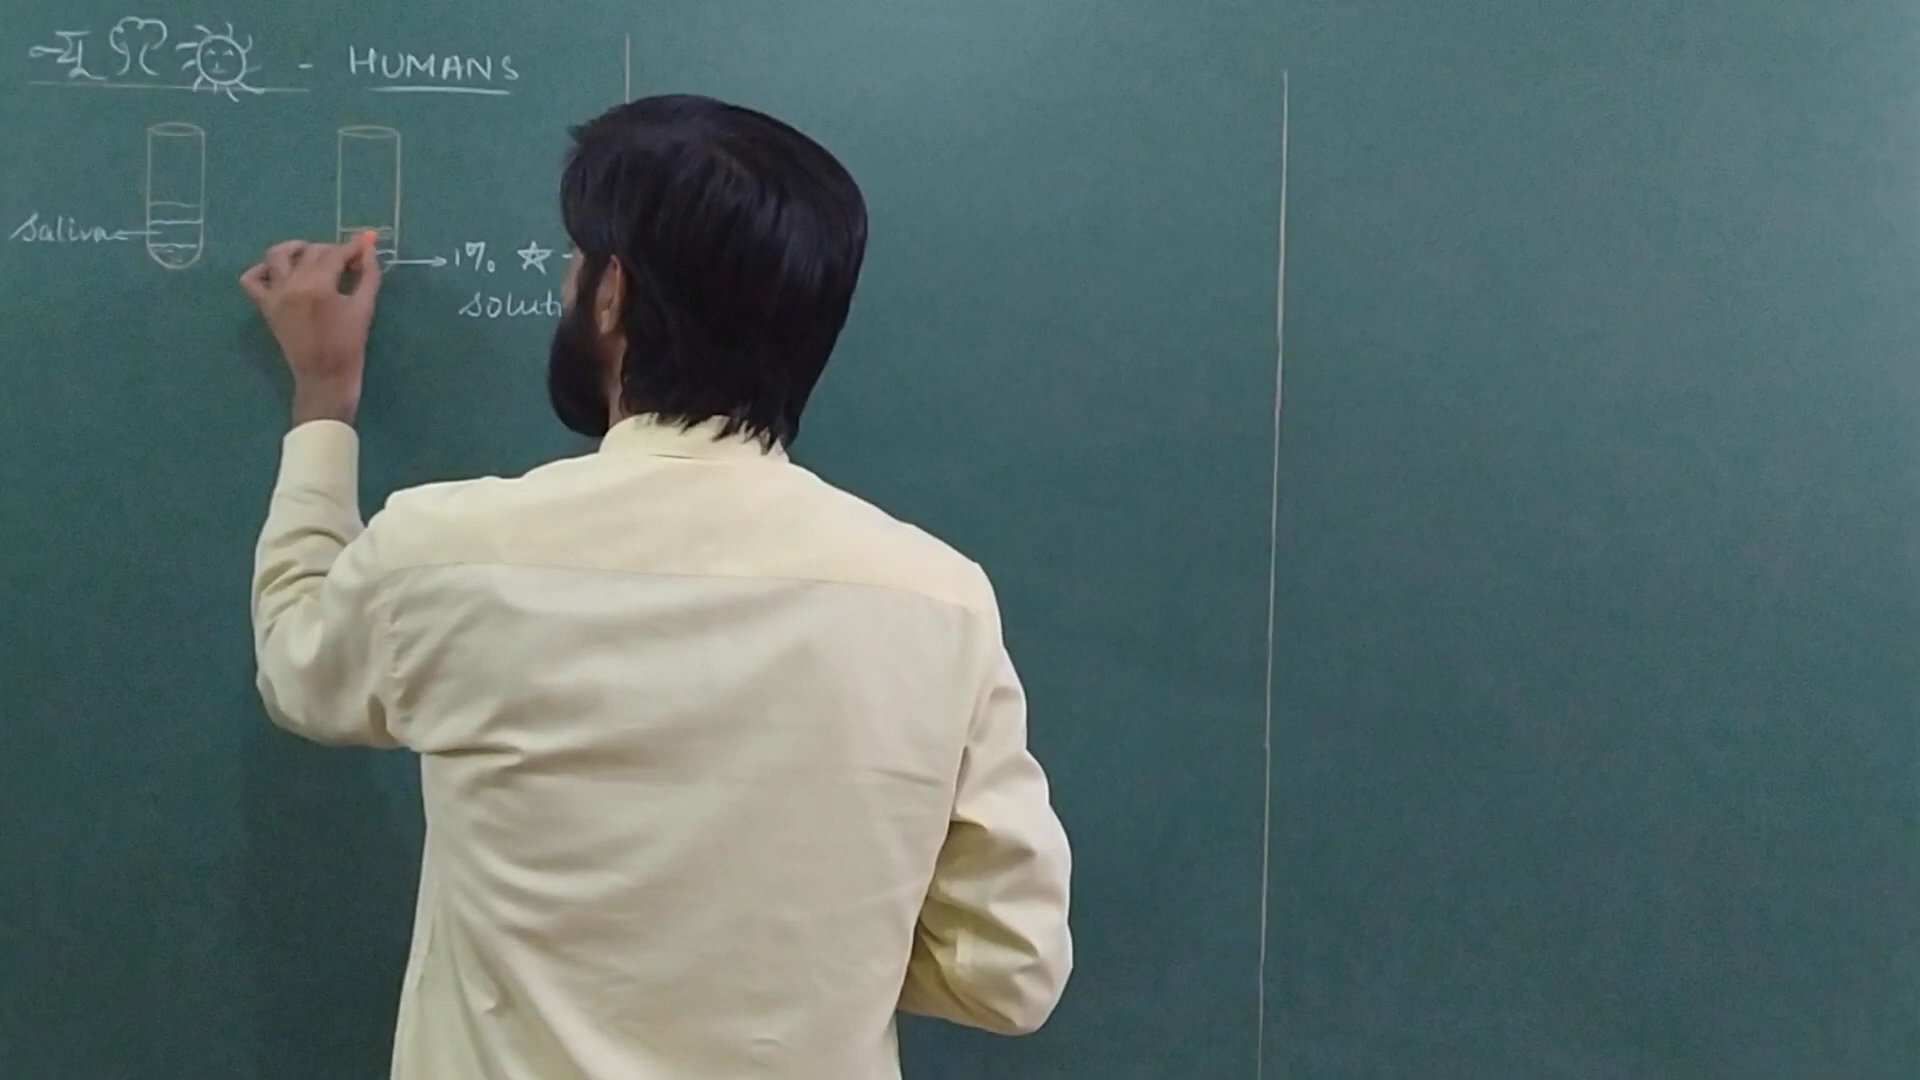 न्यू - HUMANS
Saliva
1% ☆ -
soluti